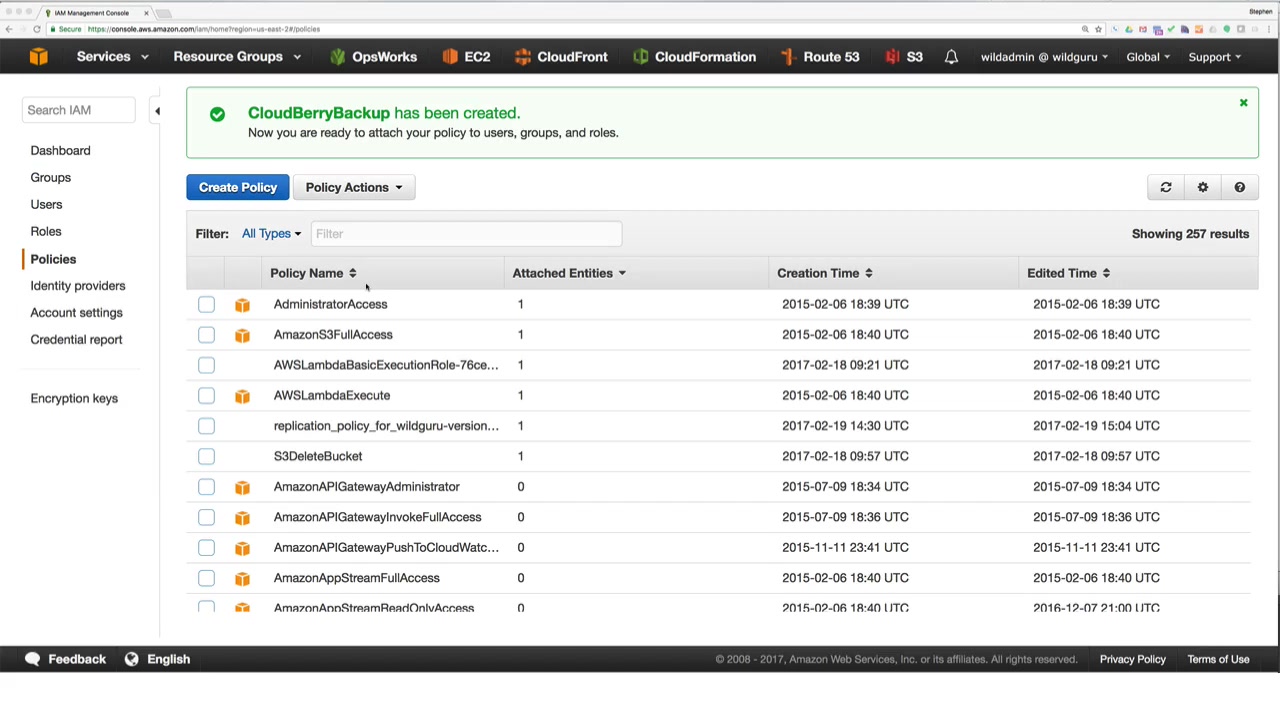 IAM Management Console
Stephen
Secure https://console.aws.amazon.com/iam/home?region=us-east-2#/policies
Services Resource Groups OpsWorks EC2 CloudFront CloudFormation Route 53 S3 wildadmin @ wildguru Global Support
Search IAM
Dashboard
Groups
Users
Roles
Policies
Identity providers
Account settings
Credential report
Encryption keys
CloudBerryBackup has been created.
Now you are ready to attach your policy to users, groups, and roles.
Create Policy Policy Actions
Filter: All Types Filter Showing 257 results
Policy Name Attached Entities Creation Time Edited Time
AdministratorAccess 1 2015-02-06 18:39 UTC 2015-02-06 18:39 UTC
AmazonS3FullAccess 1 2015-02-06 18:40 UTC 2015-02-06 18:40 UTC
AWSLambdaBasicExecutionRole-76ce... 1 2017-02-18 09:21 UTC 2017-02-18 09:21 UTC
AWSLambdaExecute 1 2015-02-06 18:40 UTC 2015-02-06 18:40 UTC
replication_policy_for_wildguru-version... 1 2017-02-19 14:30 UTC 2017-02-19 15:04 UTC
S3DeleteBucket 1 2017-02-18 09:57 UTC 2017-02-18 09:57 UTC
AmazonAPIGatewayAdministrator 0 2015-07-09 18:34 UTC 2015-07-09 18:34 UTC
AmazonAPIGatewayInvokeFullAccess 0 2015-07-09 18:36 UTC 2015-07-09 18:36 UTC
AmazonAPIGatewayPushToCloudWatc... 0 2015-11-11 23:41 UTC 2015-11-11 23:41 UTC
AmazonAppStreamFullAccess 0 2015-02-06 18:40 UTC 2015-02-06 18:40 UTC
AmazonAppStreamReadOnlyAccess 0 2015-02-06 18:40 UTC 2016-12-07 21:00 UTC
Feedback English © 2008 - 2017, Amazon Web Services, Inc. or its affiliates. All rights reserved. Privacy Policy Terms of Use